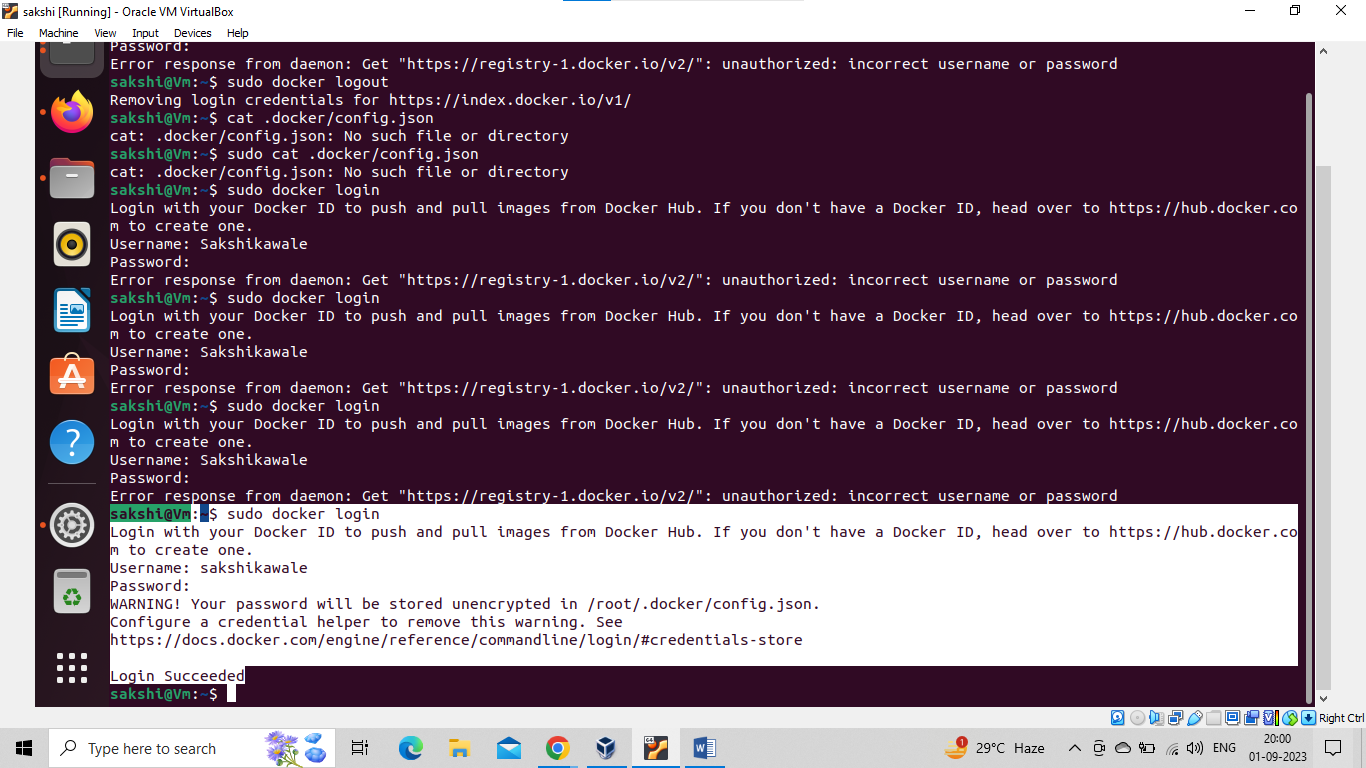 sakshi [Running] - Oracle VM VirtualBox
File Machine View Input Devices Help
Password:
Error response from daemon: Get "https://registry-1.docker.io/v2/": unauthorized: incorrect username or password
sakshi@Vm:~$ sudo docker logout
Removing login credentials for https://index.docker.io/v1/
sakshi@Vm:~$ cat .docker/config.json
cat: .docker/config.json: No such file or directory
sakshi@Vm:~$ sudo cat .docker/config.json
cat: .docker/config.json: No such file or directory
sakshi@Vm:~$ sudo docker login
Login with your Docker ID to push and pull images from Docker Hub. If you don't have a Docker ID, head over to https://hub.docker.co
m to create one.
Username: Sakshikawale
Password:
Error response from daemon: Get "https://registry-1.docker.io/v2/": unauthorized: incorrect username or password
sakshi@Vm:~$ sudo docker login
Login with your Docker ID to push and pull images from Docker Hub. If you don't have a Docker ID, head over to https://hub.docker.co
m to create one.
Username: Sakshikawale
Password:
Error response from daemon: Get "https://registry-1.docker.io/v2/": unauthorized: incorrect username or password
sakshi@Vm:~$ sudo docker login
Login with your Docker ID to push and pull images from Docker Hub. If you don't have a Docker ID, head over to https://hub.docker.co
m to create one.
Username: Sakshikawale
Password:
Error response from daemon: Get "https://registry-1.docker.io/v2/": unauthorized: incorrect username or password
sakshi@Vm:~$ sudo docker login
Login with your Docker ID to push and pull images from Docker Hub. If you don't have a Docker ID, head over to https://hub.docker.co
m to create one.
Username: sakshikawale
Password:
WARNING! Your password will be stored unencrypted in /root/.docker/config.json.
Configure a credential helper to remove this warning. See
https://docs.docker.com/engine/reference/commandline/login/#credentials-store
Login Succeeded
sakshi@Vm:~$
Right Ctrl
Type here to search
1
29°C Haze
ENG
20:00
01-09-2023